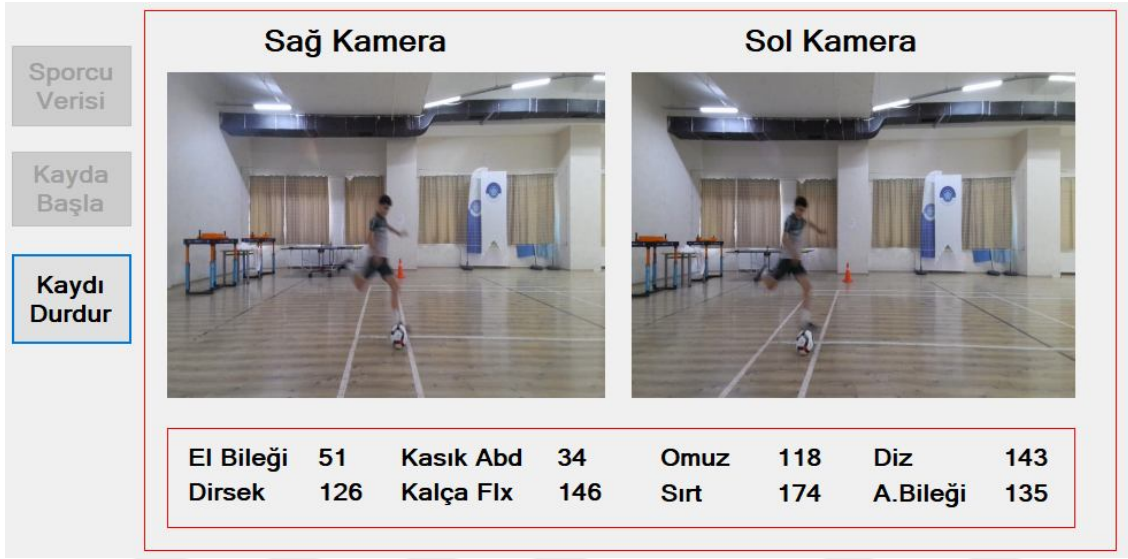 Sağ Kamera
Sol Kamera
Sporcu
Verisi
Kayda
Başla
Kaydı
Durdur
El Bileği 51 Kasık Abd 34 Omuz 118 Diz 143
Dirsek 126 Kalça Flx 146 Sırt 174 A.Bileği 135